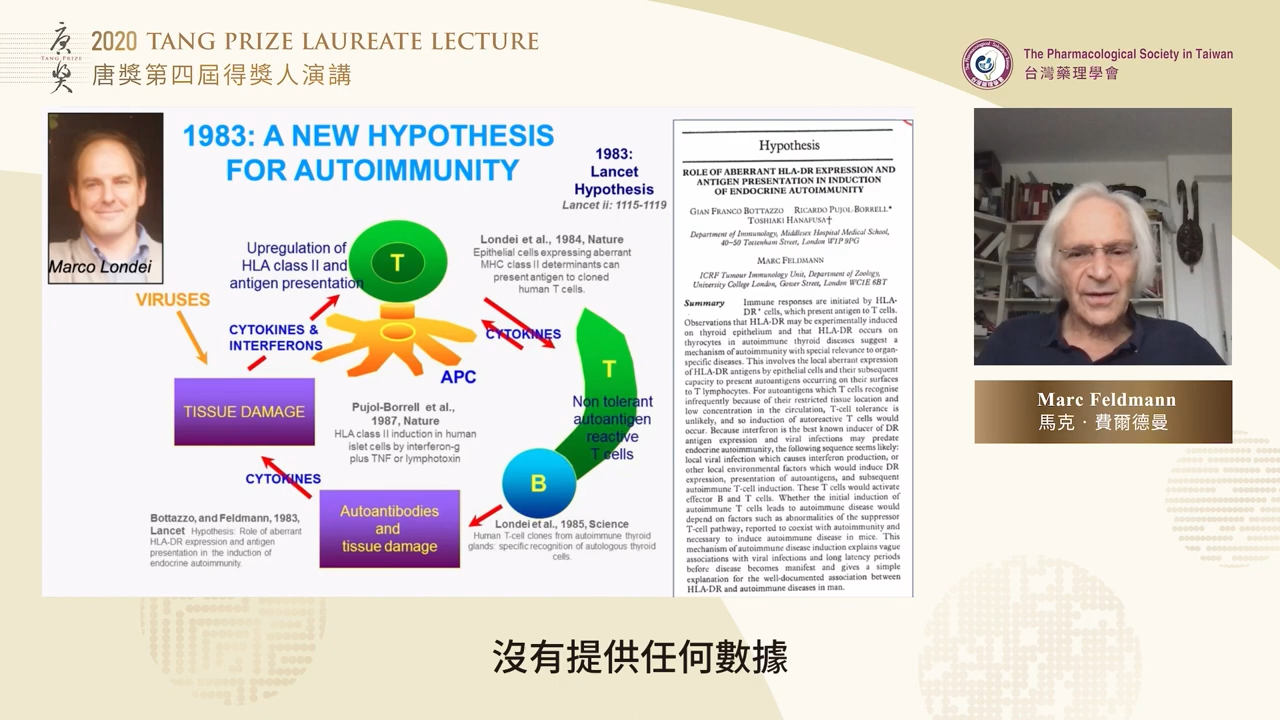 唐獎
TANG PRIZE
2020 TANG PRIZE LAUREATE LECTURE
唐獎第四屆得獎人演講
The Pharmacological Society in Taiwan
台灣藥理學會
Marco Londei
1983: A NEW HYPOTHESIS
FOR AUTOIMMUNITY
1983:
Lancet
Hypothesis
Lancet ii: 1115-1119
VIRUSES
Upregulation of
HLA class II and
antigen presentation
T
Londei et al., 1984, Nature
Epithelial cells expressing aberrant
MHC class II determinants can
present antigen to cloned
human T cells.
CYTOKINES &
INTERFERONS
CYTOKINES
APC
TISSUE DAMAGE
T
Non tolerant
autoantigen
reactive
T cells
Pujol-Borrell et al.,
1987, Nature
HLA class II induction in human
islet cells by interferon-g
plus TNF or lymphotoxin
CYTOKINES
B
Autoantibodies
and
tissue damage
Bottazzo, and Feldmann, 1983,
Lancet Hypothesis: Role of aberrant
HLA-DR expression and antigen
presentation in the induction of
endocrine autoimmunity.
Londei et al., 1985, Science
Human T-cell clones from autoimmune thyroid
glands: specific recognition of autologous thyroid
cells.
Hypothesis
ROLE OF ABERRANT HLA-DR EXPRESSION AND
ANTIGEN PRESENTATION IN INDUCTION
OF ENDOCRINE AUTOIMMUNITY
GIAN FRANCO BOTTAZZO RICARDO PUJOL-BORRELL*
TOSHIAKI HANAFUSA†
Department of Immunology, Middlesex Hospital Medical School,
40–50 Tottenham Street, London W1P 9PG
MARC FELDMANN
ICRF Tumour Immunology Unit, Department of Zoology,
University College London, Gower Street, London WC1E 6BT
Summary Immune responses are initiated by HLA-
DR⁺ cells, which present antigen to T cells.
Observations that HLA-DR may be experimentally induced
on thyroid epithelium and that HLA-DR occurs on
thyrocytes in autoimmune thyroid diseases suggest a
mechanism of autoimmunity with special relevance to organ-
specific diseases. This involves the local aberrant expression
of HLA-DR antigens by epithelial cells and their subsequent
capacity to present autoantigens occurring on their surfaces
to T lymphocytes. For autoantigens which T cells recognise
infrequently because of their restricted tissue location and
low concentration in the circulation, T-cell tolerance is
unlikely, and so induction of autoreactive T cells would
occur. Because interferon is the best known inducer of DR
antigen expression and viral infections may predate
endocrine autoimmunity, the following sequence seems likely:
local viral infection which causes interferon production, or
other local environmental factors which would induce DR
expression, presentation of autoantigens, and subsequent
autoimmune T-cell induction. These T cells would activate
effector B and T cells. Whether the initial induction of
autoimmune T cells leads to autoimmune disease would
depend on factors such as abnormalities of the suppressor
T-cell pathway, reported to coexist with autoimmunity and
necessary to induce autoimmune disease in mice. This
mechanism of autoimmune disease induction explains vague
associations with viral infections and long latency periods
before disease becomes manifest and gives a simple
explanation for the well-documented association between
HLA-DR and autoimmune diseases in man.
Marc Feldmann
馬克・費爾德曼
沒有提供任何數據